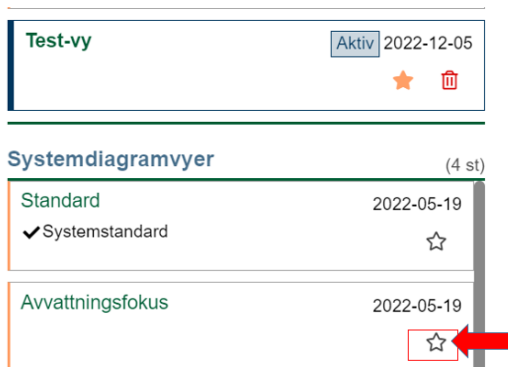 Test-vy Aktiv 2022-12-05
Systemdiagramvyer (4 st)
Standard 2022-05-19
Systemstandard
Avvattningsfokus 2022-05-19